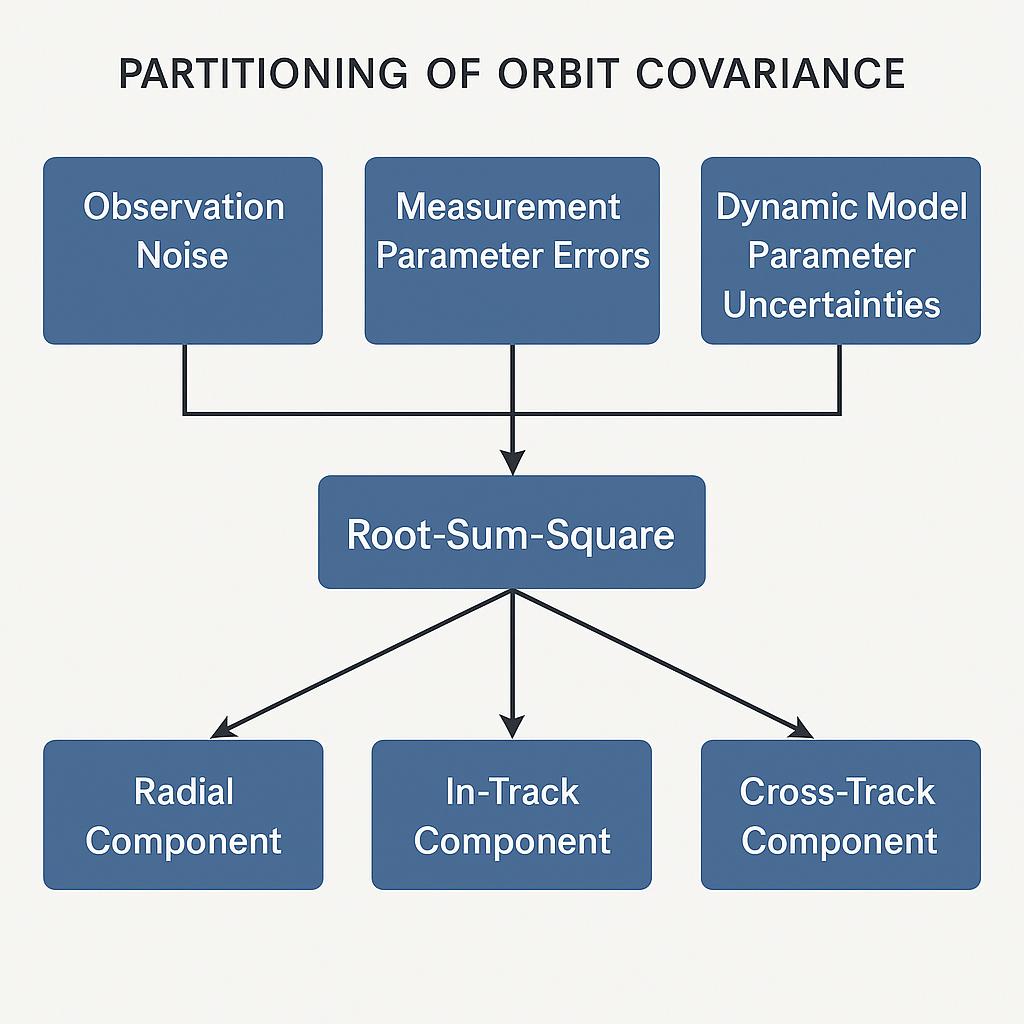 PARTITIONING OF ORBIT COVARIANCE
Observation
Noise
Measurement
Parameter Errors
Dynamic Model
Parameter
Uncertainties
Root-Sum-Square
Radial
Component
In-Track
Component
Cross-Track
Component